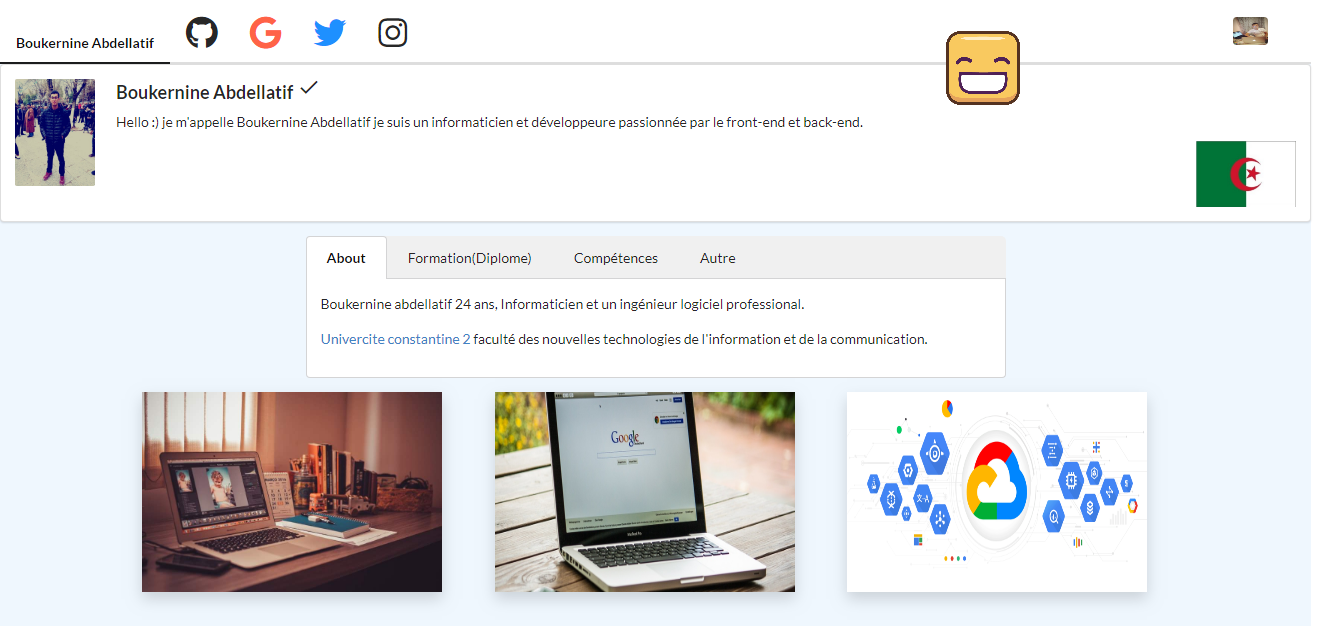 Boukernine Abdellatif
Boukernine Abdellatif
Hello :) je m'appelle Boukernine Abdellatif je suis un informaticien et développeure passionnée par le front-end et back-end.
About
Formation(Diplome)
Compétences
Autre
Boukernine abdellatif 24 ans, Informaticien et un ingénieur logiciel professional.
Univercite constantine 2 faculté des nouvelles technologies de l'information et de la communication.
Google